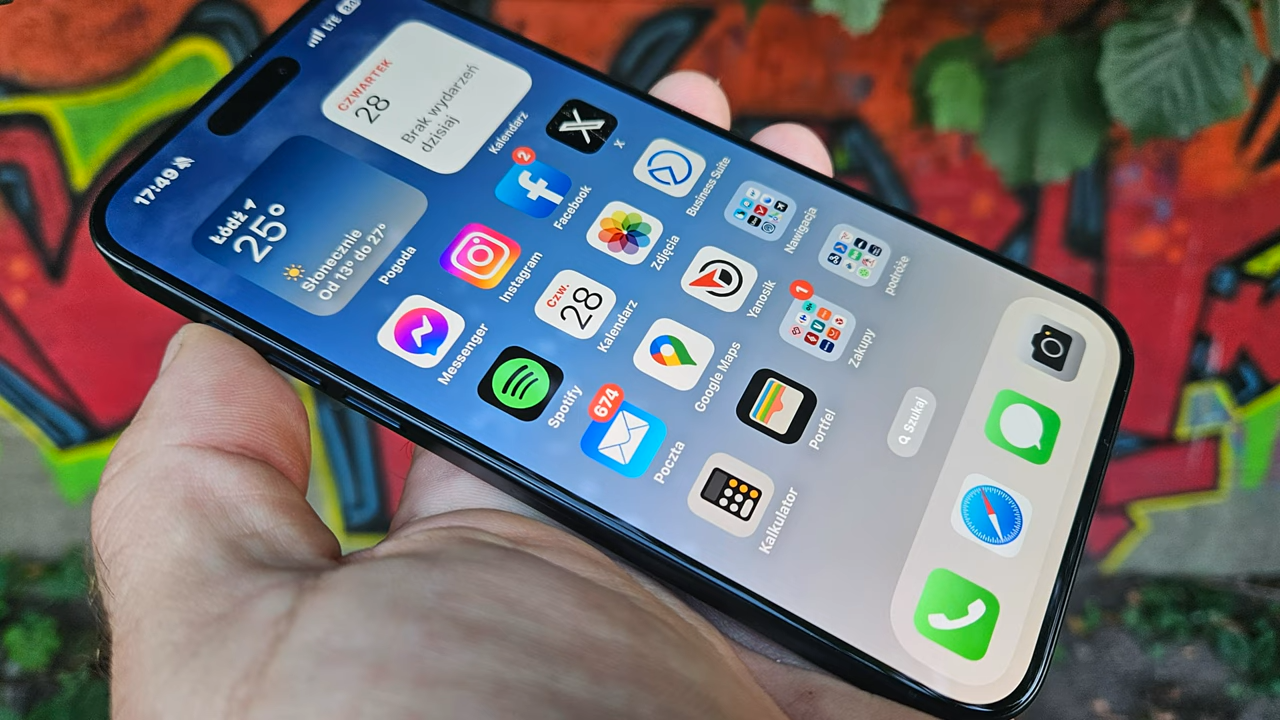 17:49
LTE
Łódź
25°
Słonecznie
Od 13° do 27°
Pogoda
CZWARTEK
28
Brak wydarzeń
dzisiaj
Kalendarz
Messenger
Instagram
2
Facebook
X
Spotify
Czw.
28
Kalendarz
Zdjęcia
Business Suite
674
Poczta
Google Maps
Yanosik
Nawigacja
Kalkulator
Portfel
1
Zakupy
podróże
Szukaj